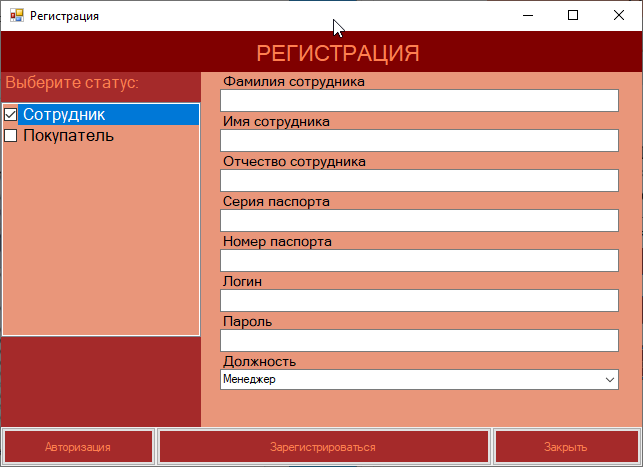 Регистрация
РЕГИСТРАЦИЯ
Выберите статус:
Сотрудник
Покупатель
Фамилия сотрудника
Имя сотрудника
Отчество сотрудника
Серия паспорта
Номер паспорта
Логин
Пароль
Должность
Менеджер
Авторизация
Зарегистрироваться
Закрыть